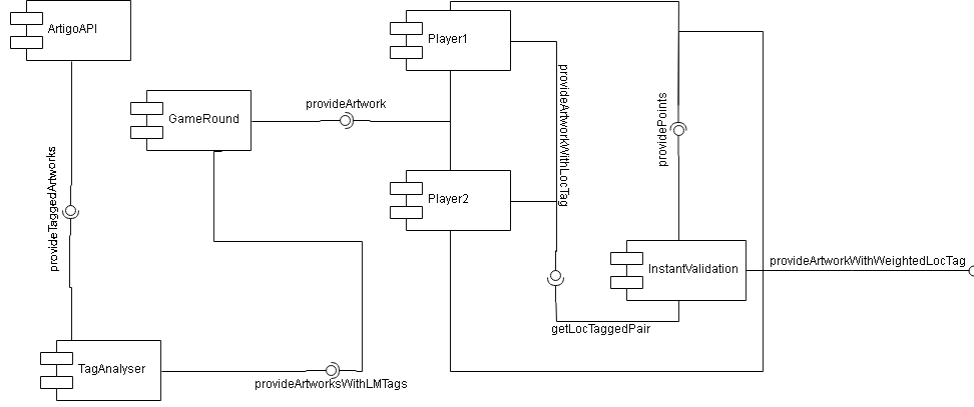 ArtigoAPI
Player1
GameRound
provideArtwork
provideArtworkWithLocTag
providePoints
provideTaggedArtworks
Player2
InstantValidation
provideArtworkWithWeightedLocTag
getLocTaggedPair
TagAnalyser
provideArtworksWithLMTags